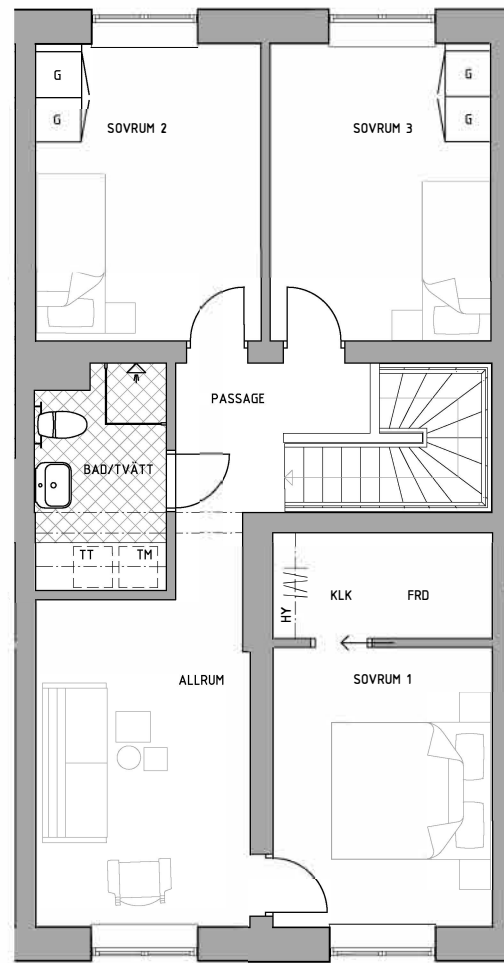 G
G
G
G
SOVRUM 2
SOVRUM 3
PASSAGE
BAD/TVÄTT
TT
TM
HY
KLK
FRD
ALLRUM
SOVRUM 1